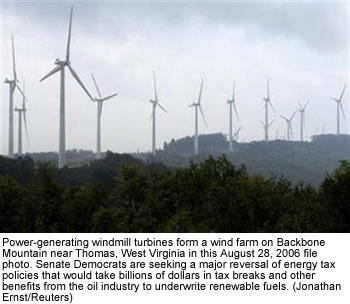 Power-generating windmill turbines form a wind farm on Backbone
Mountain near Thomas, West Virginia in this August 28, 2006 file
photo. Senate Democrats are seeking a major reversal of energy tax
policies that would take billions of dollars in tax breaks and other
benefits from the oil industry to underwrite renewable fuels. (Jonathan
Ernst/Reuters)